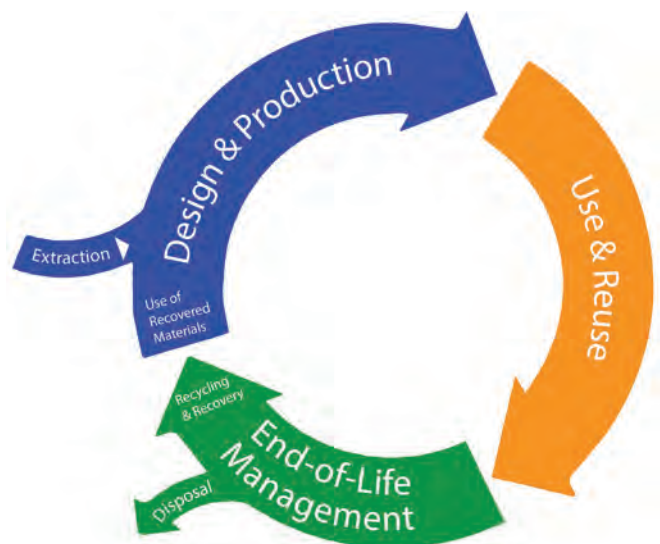 Design & Production
Extraction
Use of
Recovered
Materials
Use & Reuse
End-of-Life
Management
Recycling
& Recovery
Disposal